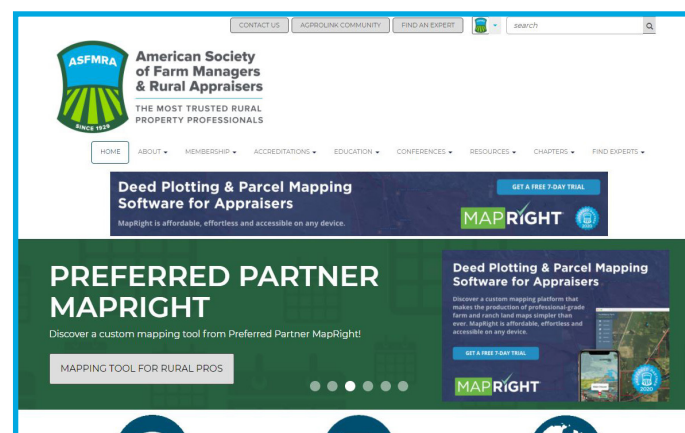 CONTACT US
AGPROLINK COMMUNITY
FIND AN EXPERT
search
ASFMRA
SINCE 1929
American Society
of Farm Managers
& Rural Appraisers
THE MOST TRUSTED RURAL
PROPERTY PROFESSIONALS
HOME
ABOUT
MEMBERSHIP
ACCREDITATIONS
EDUCATION
CONFERENCES
RESOURCES
CHAPTERS
FIND EXPERTS
Deed Plotting & Parcel Mapping
Software for Appraisers
MapRight is affordable, effortless and accessible on any device.
GET A FREE 7-DAY TRIAL
MAPRIGHT
2020
PREFERRED PARTNER
MAPRIGHT
Discover a custom mapping tool from Preferred Partner MapRight!
MAPPING TOOL FOR RURAL PROS
Deed Plotting & Parcel Mapping
Software for Appraisers
Discover a custom mapping platform that
makes the production of professional-grade
farm and ranch land maps simpler than
ever. MapRight is affordable, effortless and
accessible on any device.
GET A FREE 7-DAY TRIAL
MAPRIGHT
2020